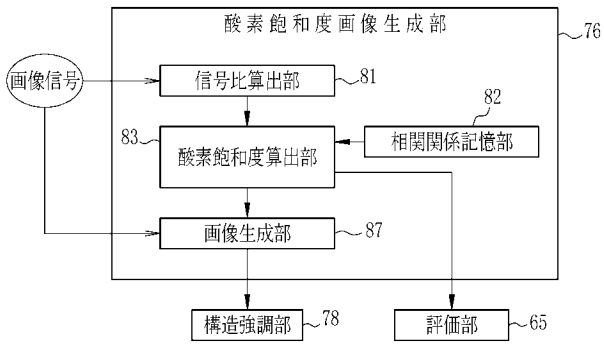 酸素飽和度画像生成部
76
画像信号
信号比算出部
81
82
83
酸素飽和度算出部
相関関係記憶部
画像生成部
87
構造強調部
78
評価部
65